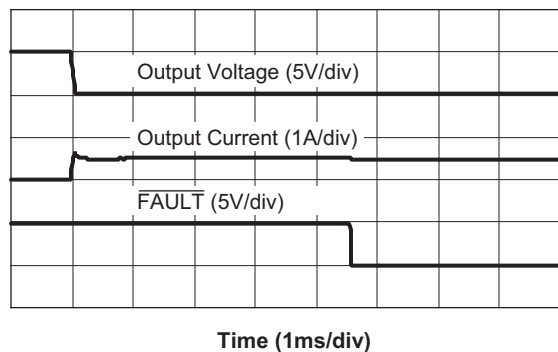 Output Voltage (5V/div)
Output Current (1A/div)
FAULT (5V/div)
Time (1ms/div)